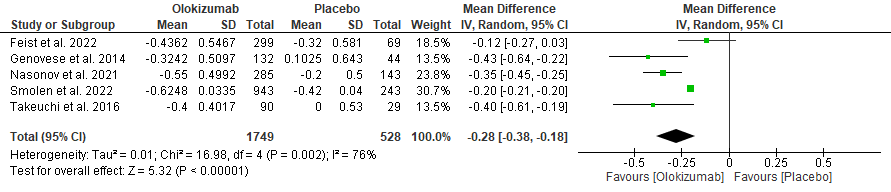 Olokizumab Placebo Mean Difference Mean Difference
Study or Subgroup Mean SD Total Mean SD Total Weight IV, Random, 95% CI IV, Random, 95% CI
Feist et al. 2022 -0.4362 0.5467 299 -0.32 0.581 69 18.5% -0.12 [-0.27, 0.03]
Genovese et al. 2014 -0.3242 0.5097 132 0.1025 0.643 44 13.0% -0.43 [-0.64, -0.22]
Nasonov et al. 2021 -0.55 0.4992 285 -0.2 0.5 143 24.3% -0.35 [-0.45, -0.25]
Smolen et al. 2022 -0.6248 0.0335 943 -0.42 0.04 243 30.7% -0.20 [-0.21, -0.20]
Takeuchi et al. 2016 -0.4 0.4017 90 0 0.53 29 13.5% -0.40 [-0.61, -0.19]
Total (95% CI) 1749 528 100.0% -0.28 [-0.38, -0.18]
Heterogeneity: Tau² = 0.01; Chi² = 16.98, df = 4 (P = 0.002); I² = 76%
Test for overall effect: Z = 5.32 (P < 0.00001)
-0.5 -0.25 0 0.25 0.5
Favours [Olokizumab] Favours [Placebo]